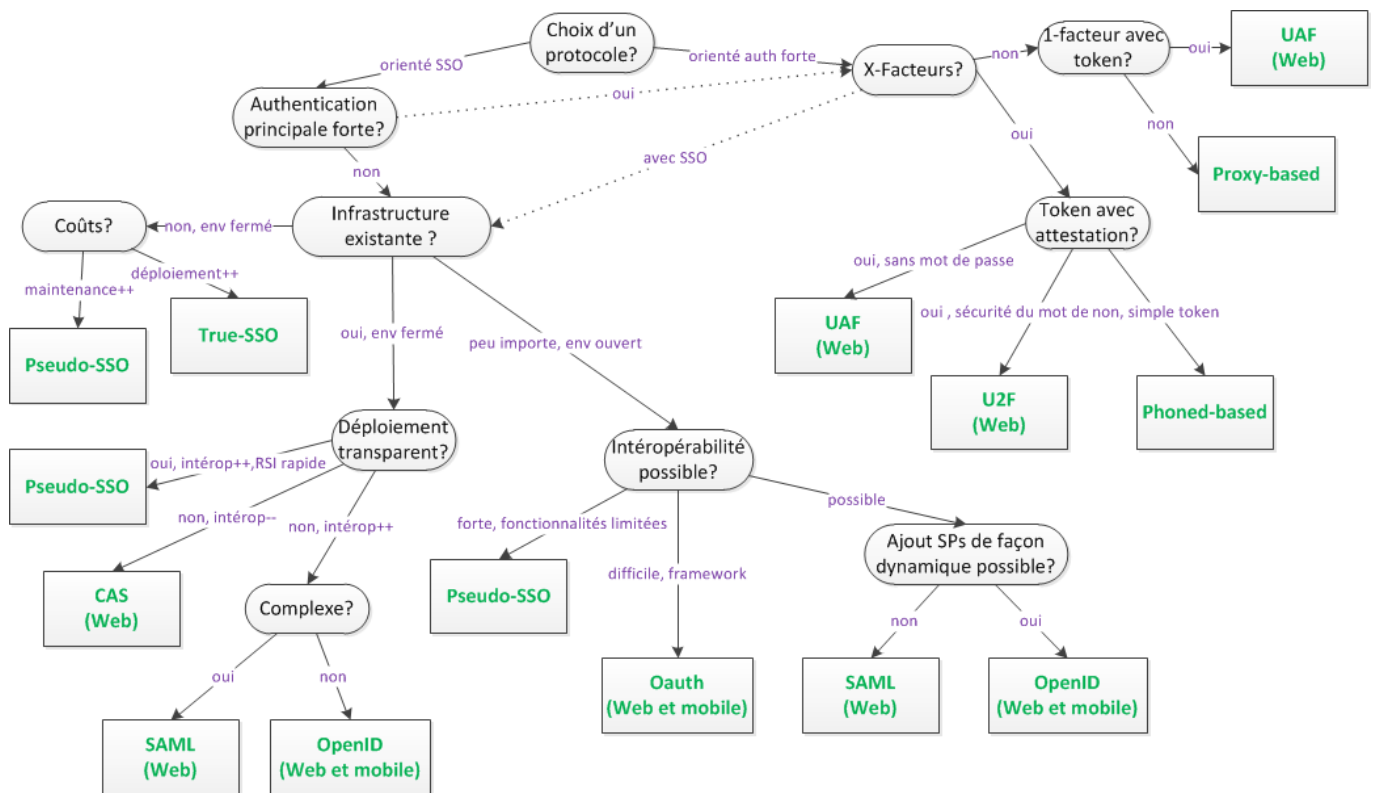 Choix d'un
protocole?
1-facteur avec
token?
UAF
(Web)
orienté SSO
orienté auth forte
X-Facteurs?
non
oui
Authentication
principale forte?
oui
non
oui
avec SSO
non
Proxy-based
Coûts?
non, env fermé
Infrastructure
existante ?
Token avec
attestation?
maintenance++
déploiement++
oui, sans mot de passe
Pseudo-SSO
True-SSO
oui, env fermé
peu importe, env ouvert
UAF
(Web)
oui , sécurité du mot de non, simple token
U2F
(Web)
Phoned-based
Déploiement
transparent?
Intéropérabilité
possible?
Pseudo-SSO
oui, intérop++,RSI rapide
non, intérop--
non, intérop++
forte, fonctionnalités limitées
possible
difficile, framework
Ajout SPs de façon
dynamique possible?
CAS
(Web)
Complexe?
Pseudo-SSO
non
oui
oui
non
Oauth
(Web et mobile)
SAML
(Web)
OpenID
(Web et mobile)
SAML
(Web)
OpenID
(Web et mobile)